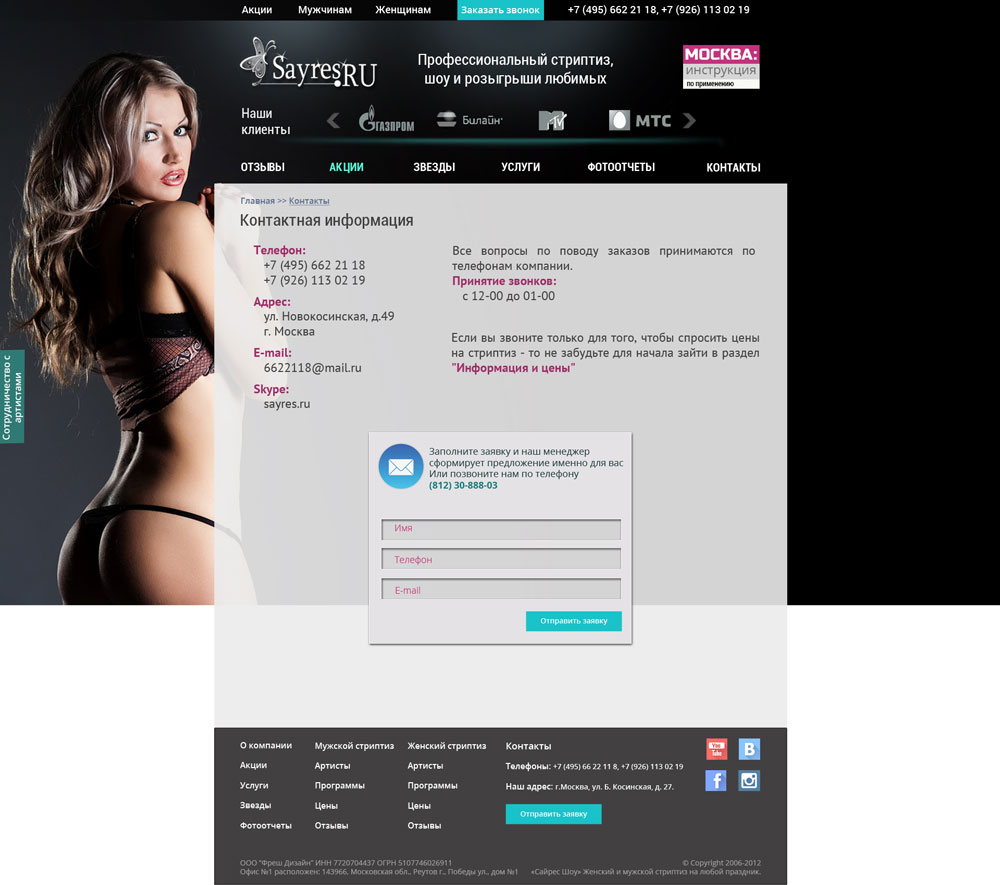 Акции Мужчинам Женщинам Заказать звонок +7 (495) 662 21 18, +7 (926) 113 02 19
Sayres.RU
Профессиональный стриптиз,
шоу и розыгрыши любимых
МОСКВА:
инструкция
по применению
Наши
клиенты
ГАЗПРОМ Билайн MTV МТС
ОТЗЫВЫ АКЦИИ ЗВЕЗДЫ УСЛУГИ ФОТООТЧЕТЫ КОНТАКТЫ
Главная >> Контакты
Контактная информация
Телефон:
+7 (495) 662 21 18
+7 (926) 113 02 19
Адрес:
ул. Новокосинская, д.49
г. Москва
E-mail:
6622118@mail.ru
Skype:
sayres.ru
Все вопросы по поводу заказов принимаются по
телефонам компании.
Принятие звонков:
с 12-00 до 01-00
Если вы звоните только для того, чтобы спросить цены
на стриптиз - то не забудьте для начала зайти в раздел
"Информация и цены"
Сотрудничество с
артистами
Заполните заявку и наш менеджер
сформирует предложение именно для вас
Или позвоните нам по телефону
(812) 30-888-03
Имя
Телефон
E-mail
Отправить заявку
О компании
Акции
Услуги
Звезды
Фотоотчеты
Мужской стриптиз
Артисты
Программы
Цены
Отзывы
Женский стриптиз
Артисты
Программы
Цены
Отзывы
Контакты
Телефоны: +7 (495) 66 22 11 8, +7 (926) 113 02 19
Наш адрес: г.Москва, ул. Б. Косинская, д. 27.
Отправить заявку
You Tube
B
f
ООО "Фреш Дизайн" ИНН 7720704437 ОГРН 5107746026911
Офис №1 расположен: 143966, Московская обл., Реутов г., Победы ул., дом №1
© Copyright 2006-2012
«Сайрес Шоу» Женский и мужской стриптиз на любой праздник.